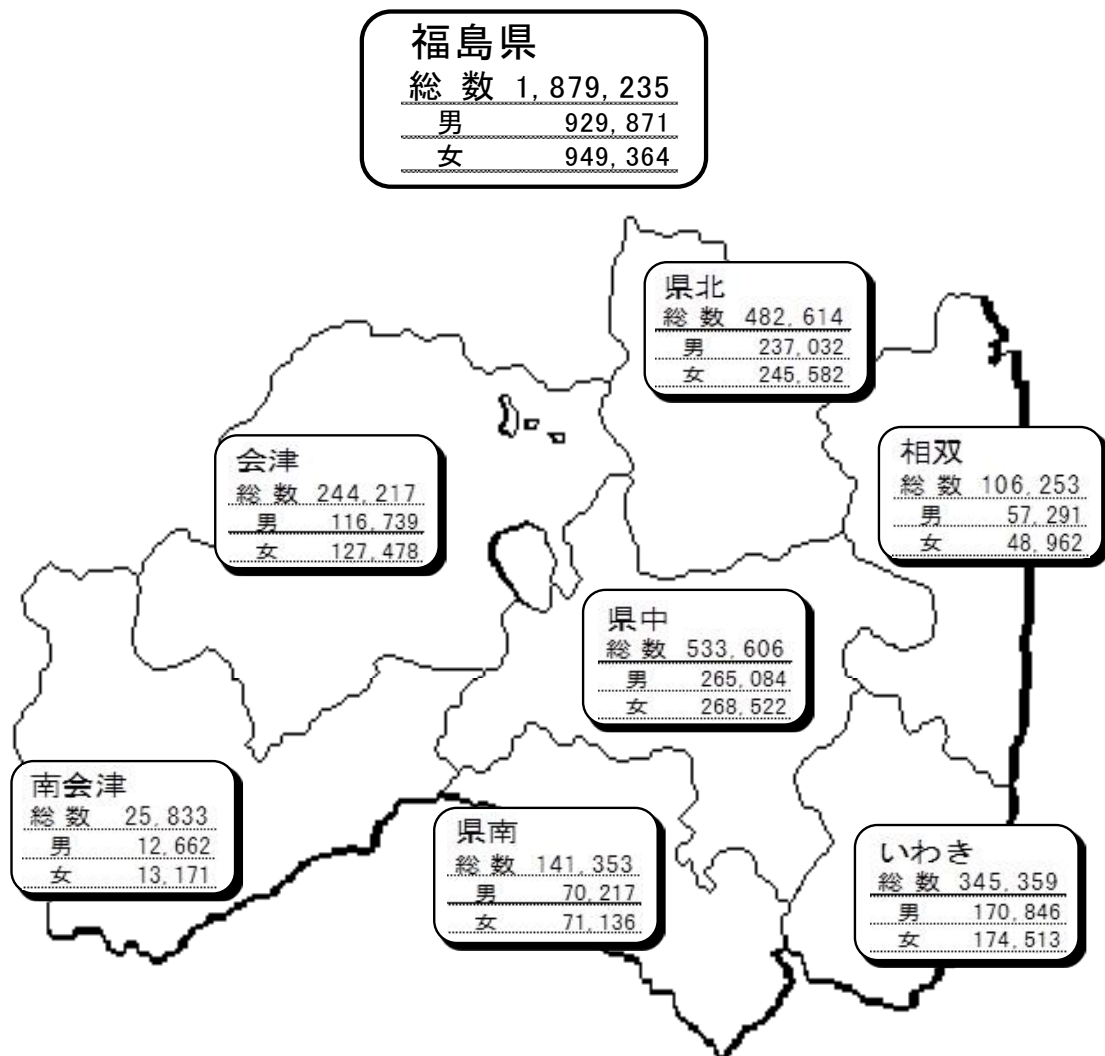 福島県
総数 1,879,235
男 929,871
女 949,364
県北
総数 482,614
男 237,032
女 245,582
会津
総数 244,217
男 116,739
女 127,478
相双
総数 106,253
男 57,291
女 48,962
県中
総数 533,606
男 265,084
女 268,522
南会津
総数 25,833
男 12,662
女 13,171
県南
総数 141,353
男 70,217
女 71,136
いわき
総数 345,359
男 170,846
女 174,513